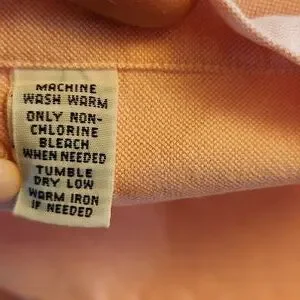 MACHINE
WASH WARM
ONLY NON-
CHLORINE
BLEACH
WHEN NEEDED
TUMBLE
DRY LOW
WARM IRON
IF NEEDED